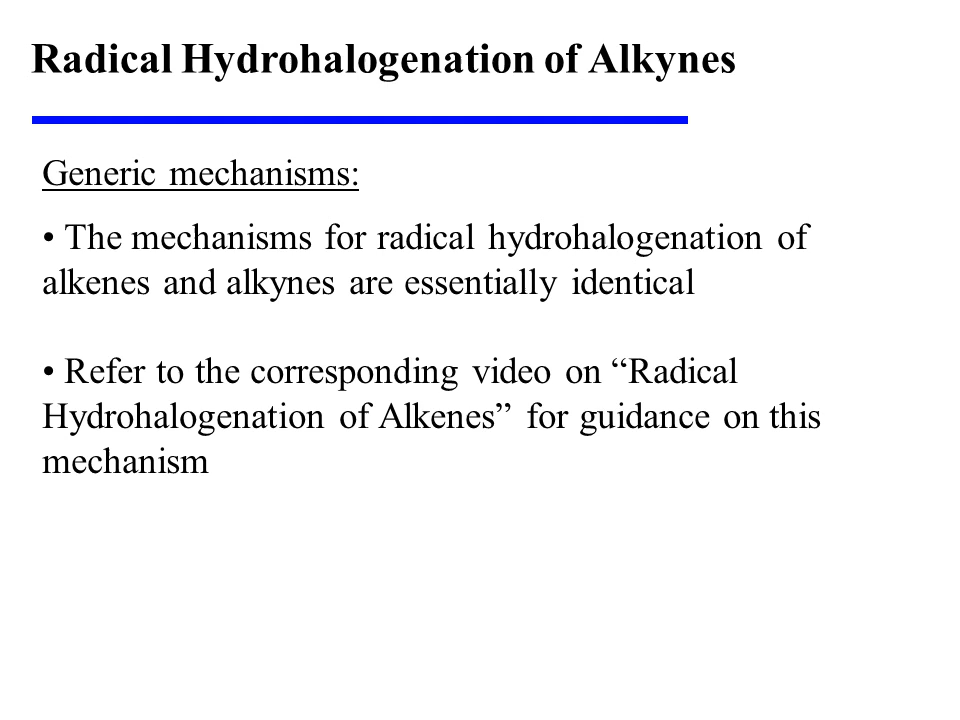 Radical Hydrohalogenation of Alkynes
Generic mechanisms:
• The mechanisms for radical hydrohalogenation of
alkenes and alkynes are essentially identical
• Refer to the corresponding video on “Radical
Hydrohalogenation of Alkenes” for guidance on this
mechanism